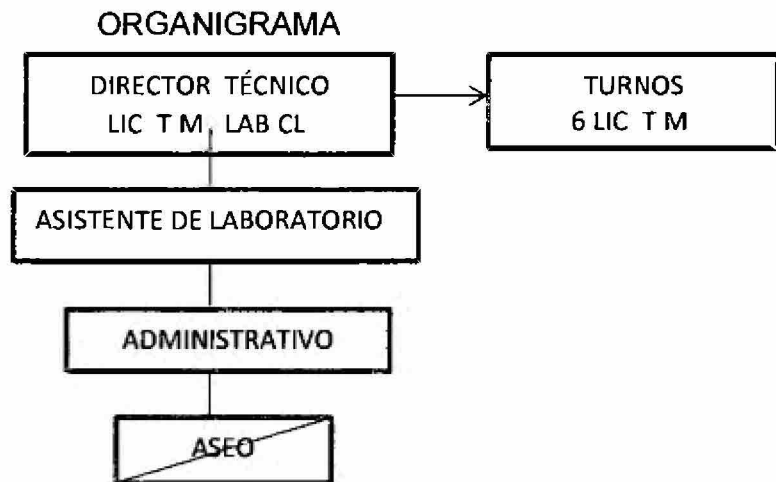 ORGANIGRAMA
DIRECTOR TÉCNICO
LIC T M LAB CL
TURNOS
6 LIC T M
ASISTENTE DE LABORATORIO
ADMINISTRATIVO
ASEO